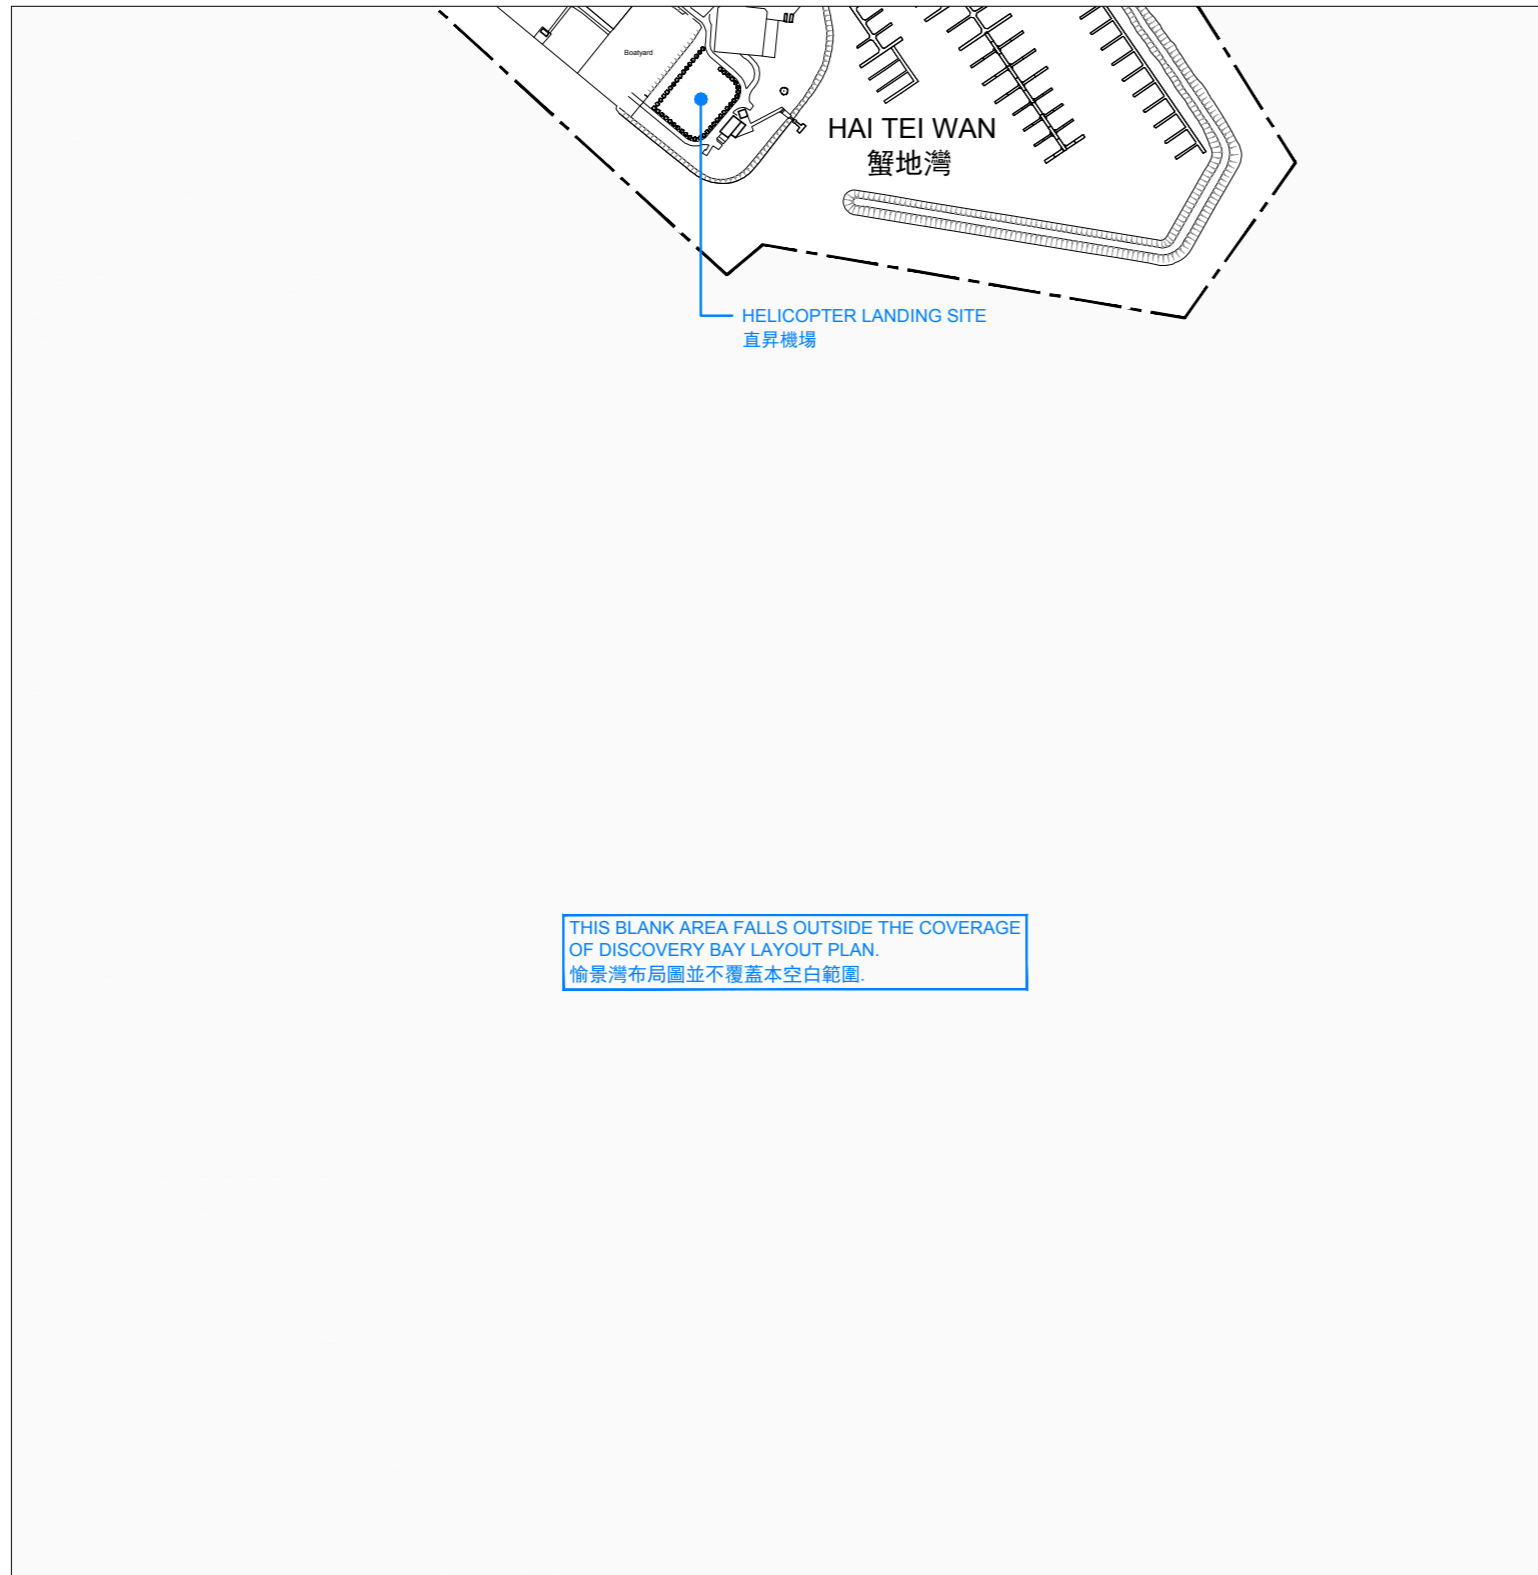 Boatyard
HAI TEI WAN
蟹地灣
HELICOPTER LANDING SITE
直昇機場
THIS BLANK AREA FALLS OUTSIDE THE COVERAGE
OF DISCOVERY BAY LAYOUT PLAN.
愉景灣布局圖並不覆蓋本空白範圍.